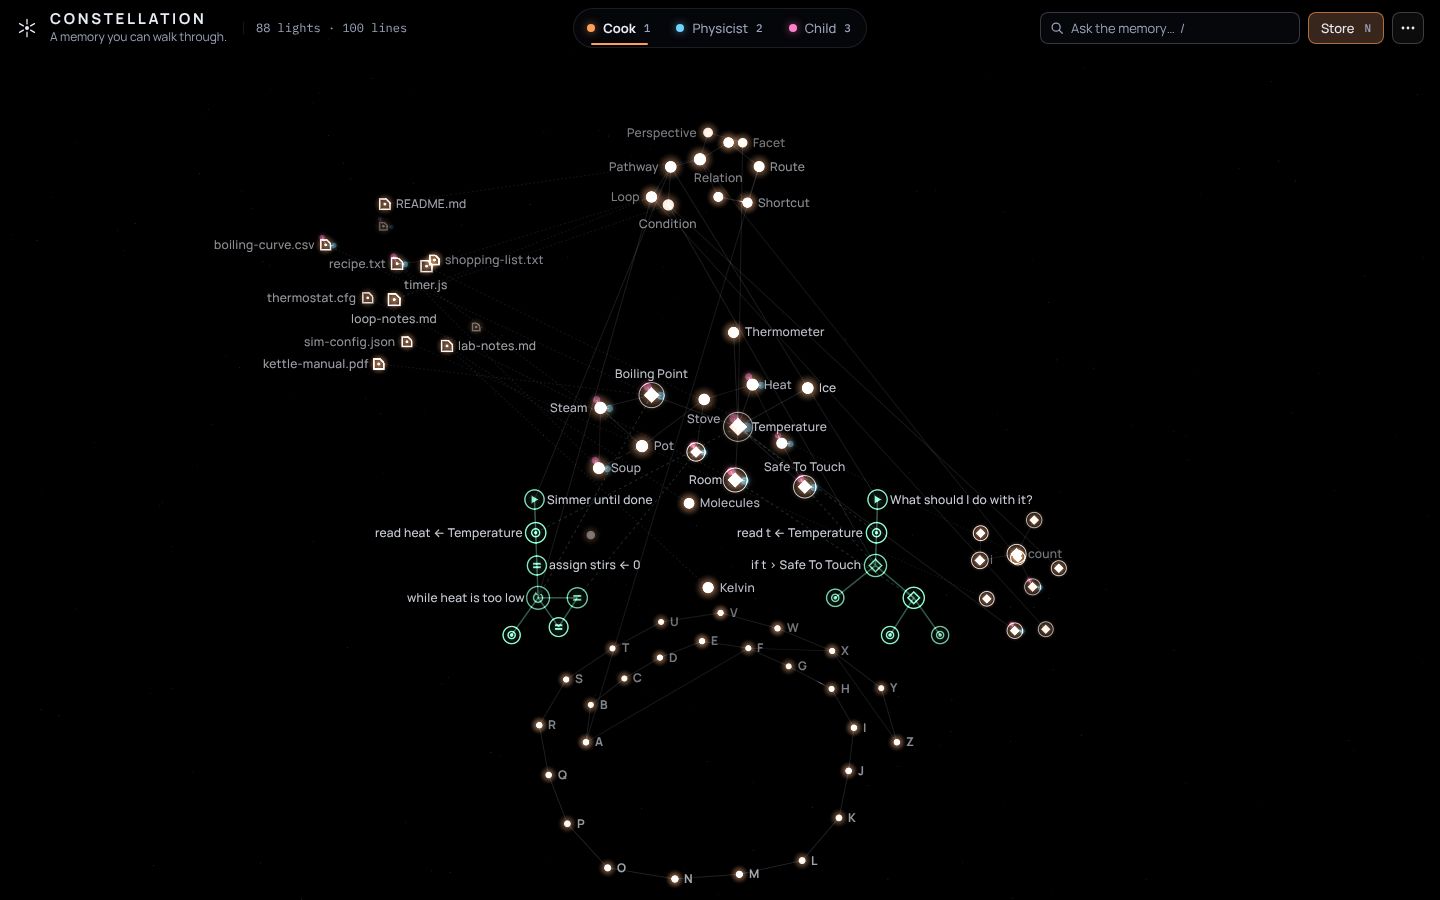 CONSTELLATION
A memory you can walk through.
88 lights · 100 lines
Cook 1
Physicist 2
Child 3
Ask the memory... /
Store N
Perspective
Facet
Pathway
Route
Relation
Loop
Shortcut
Condition
README.md
boiling-curve.csv
recipe.txt
shopping-list.txt
timer.js
thermostat.cfg
loop-notes.md
sim-config.json
lab-notes.md
kettle-manual.pdf
Thermometer
Boiling Point
Heat
Ice
Steam
Stove
Temperature
Pot
Soup
Safe To Touch
Room
Molecules
Simmer until done
What should I do with it?
read heat ← Temperature
read t ← Temperature
assign stirs ← 0
if t > Safe To Touch
i
count
while heat is too low
Kelvin
V
U
W
T
E
F
X
D
G
S
C
H
Y
B
R
I
A
Z
Q
J
P
K
O
L
N
M